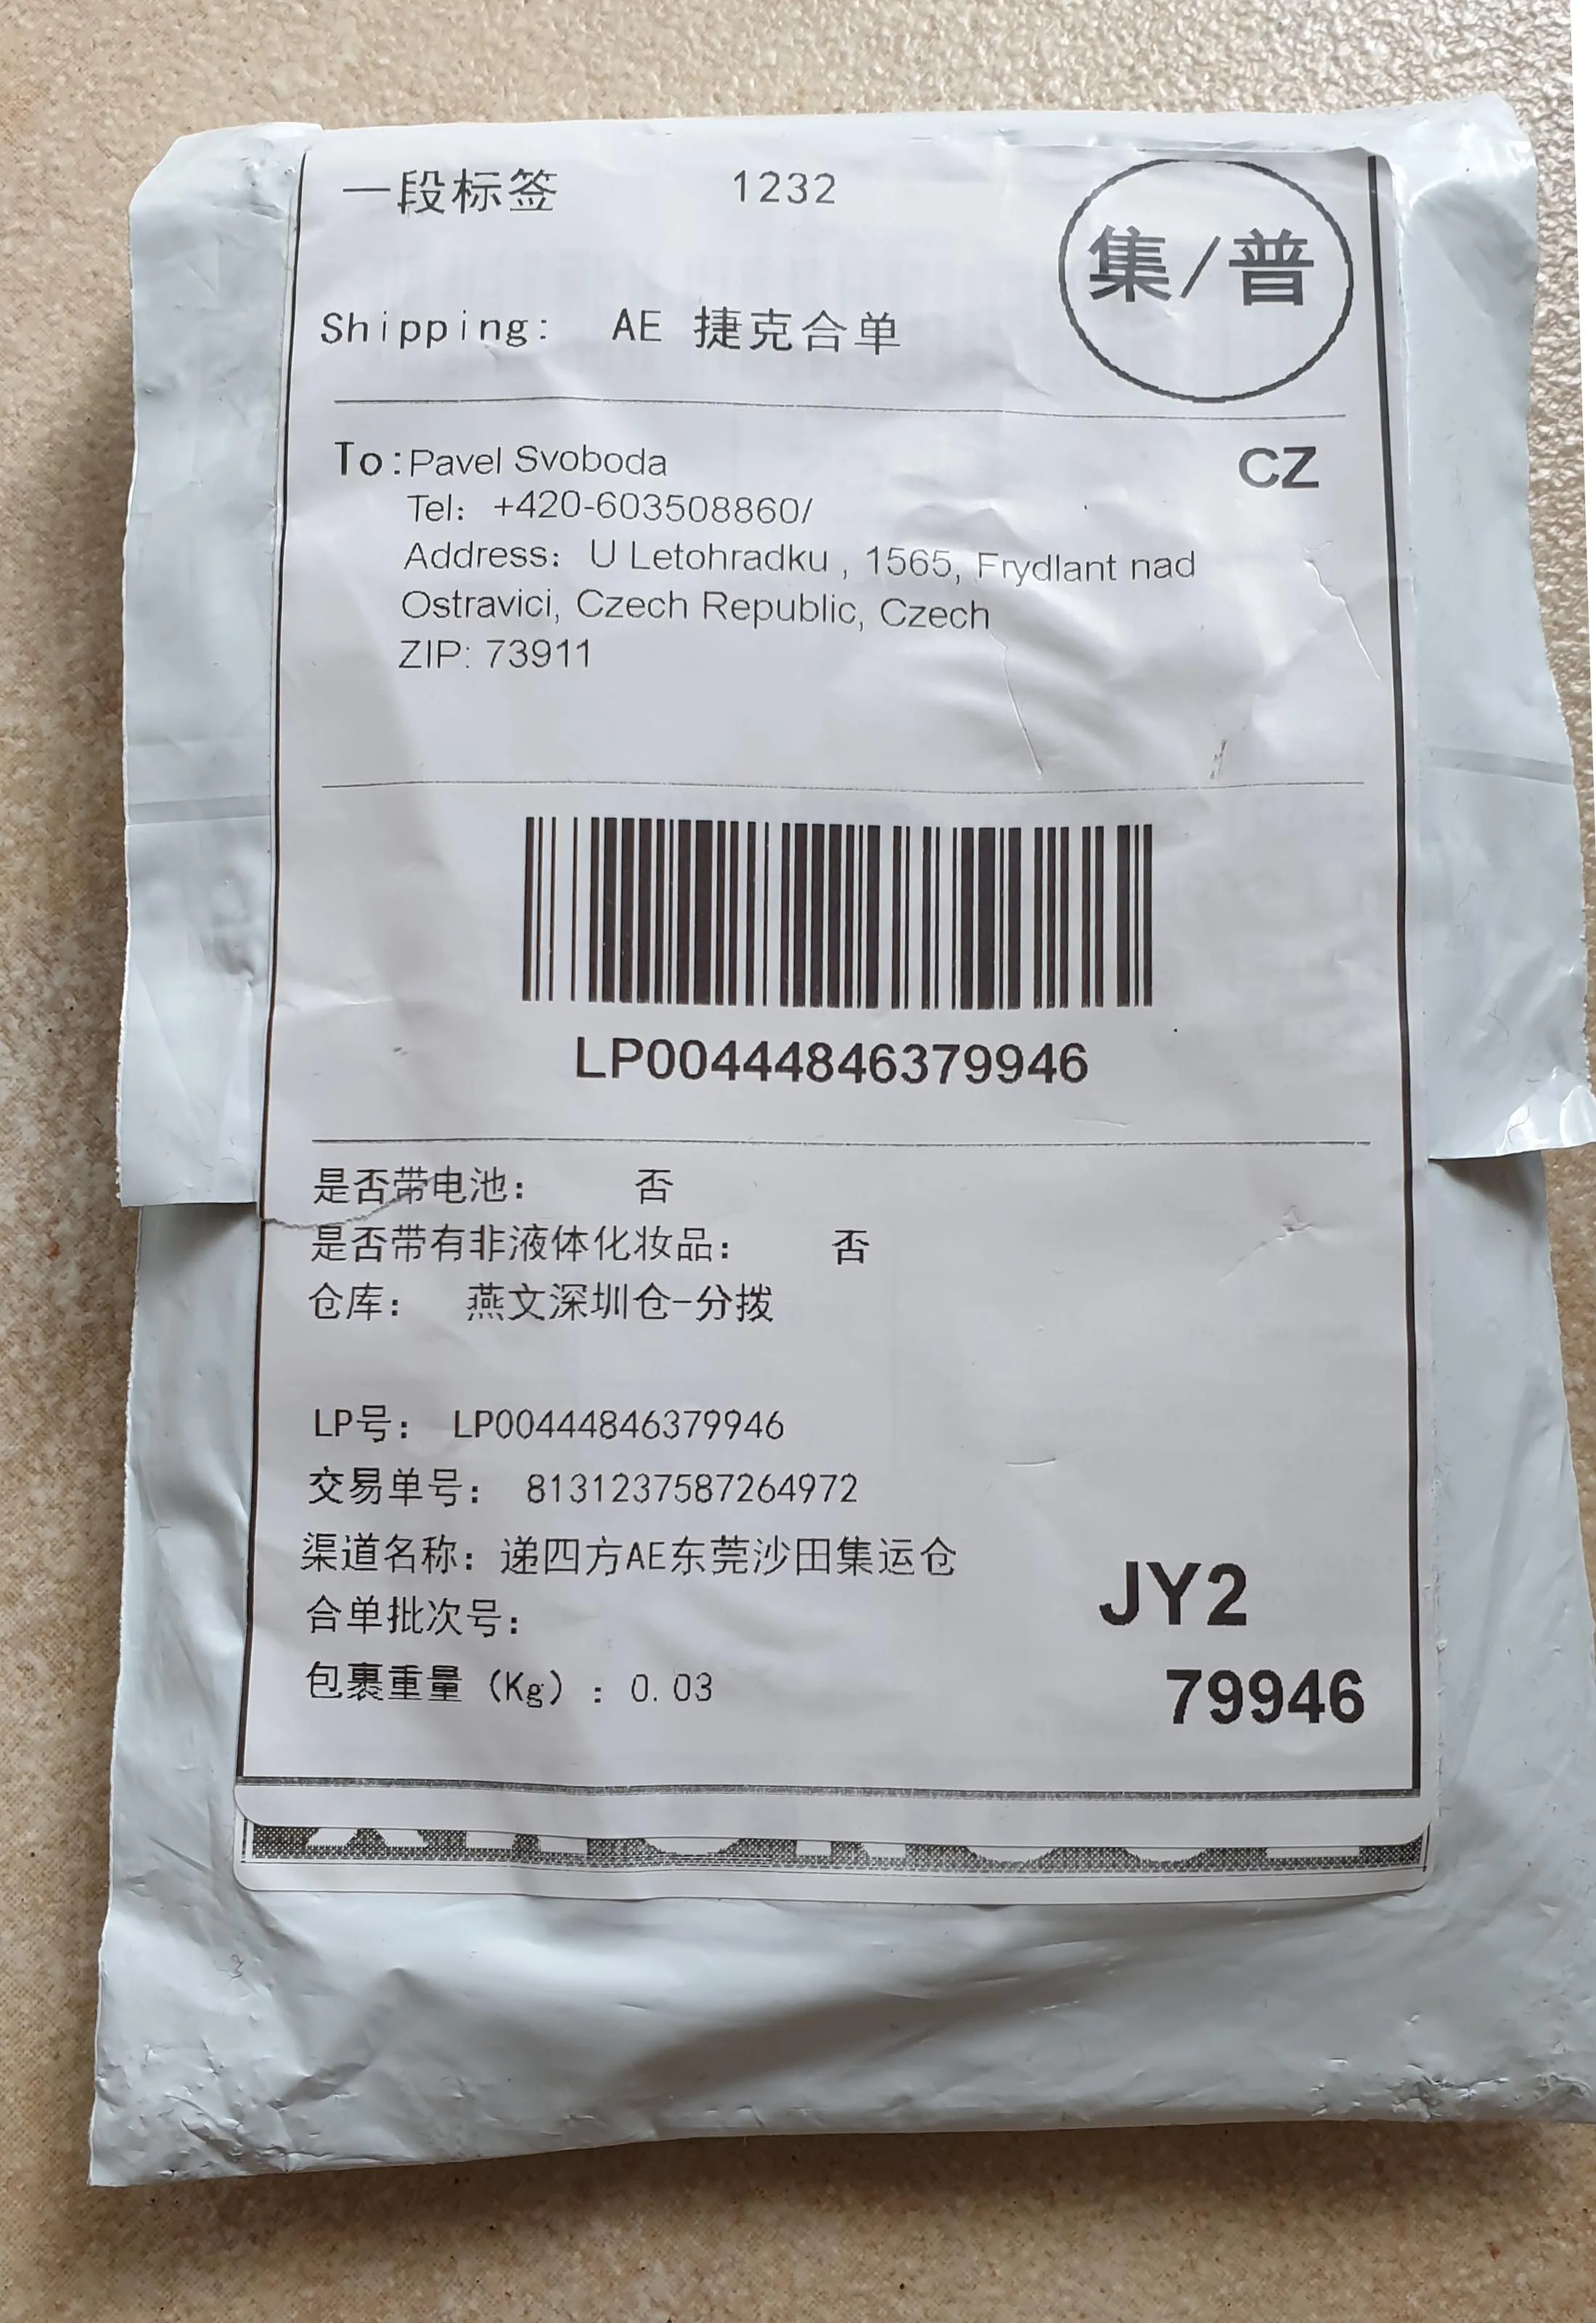 一段标签 1232
集/普
Shipping: AE 捷克合单
To:Pavel Svoboda
CZ
Tel: +420-603508860/
Address: U Letohradku , 1565, Frydlant nad
Ostravici, Czech Republic, Czech
ZIP: 73911
LP00444846379946
是否带电池： 否
是否带有非液体化妆品： 否
仓库： 燕文深圳仓-分拨
LP号： LP00444846379946
交易单号： 8131237587264972
渠道名称：递四方AE东莞沙田集运仓
合单批次号：
JY2
包裹重量（Kg）：0.03
79946